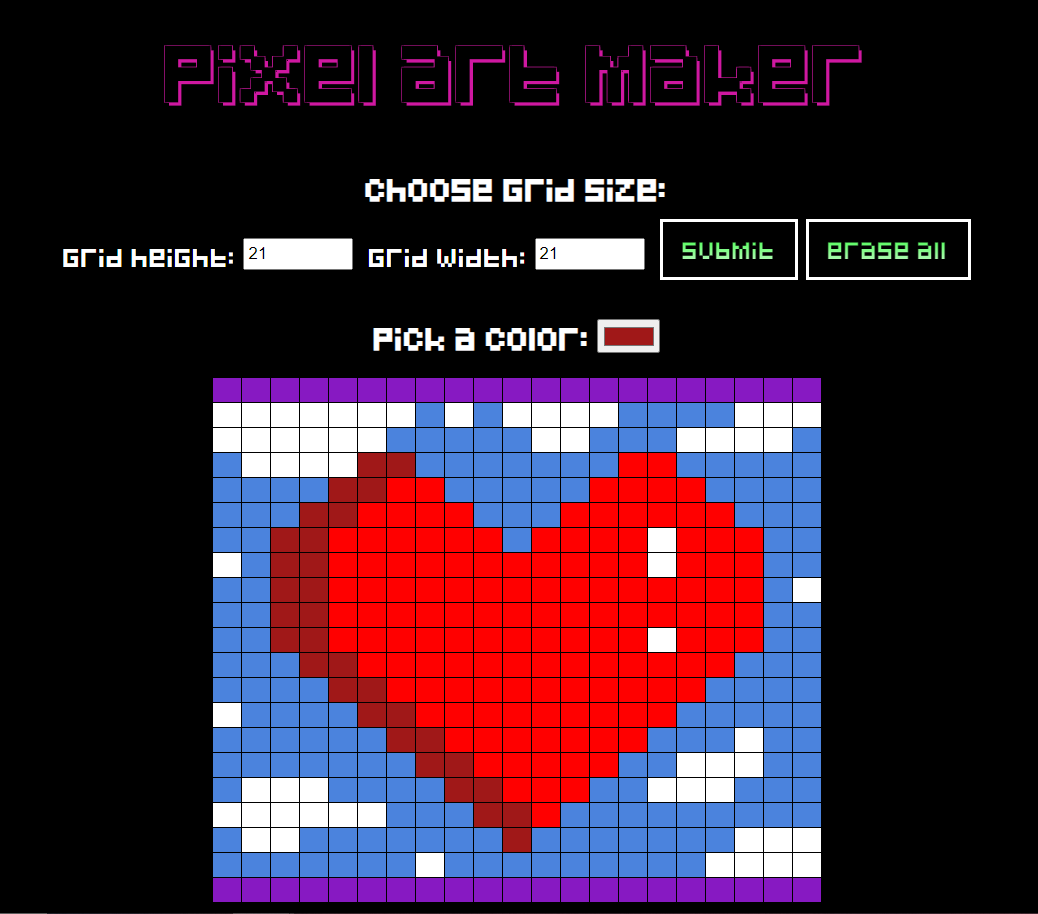 Pixel art Maker
Choose Grid Size:
Grid height: 21 Grid Width: 21 submit erase all
Pick a color: